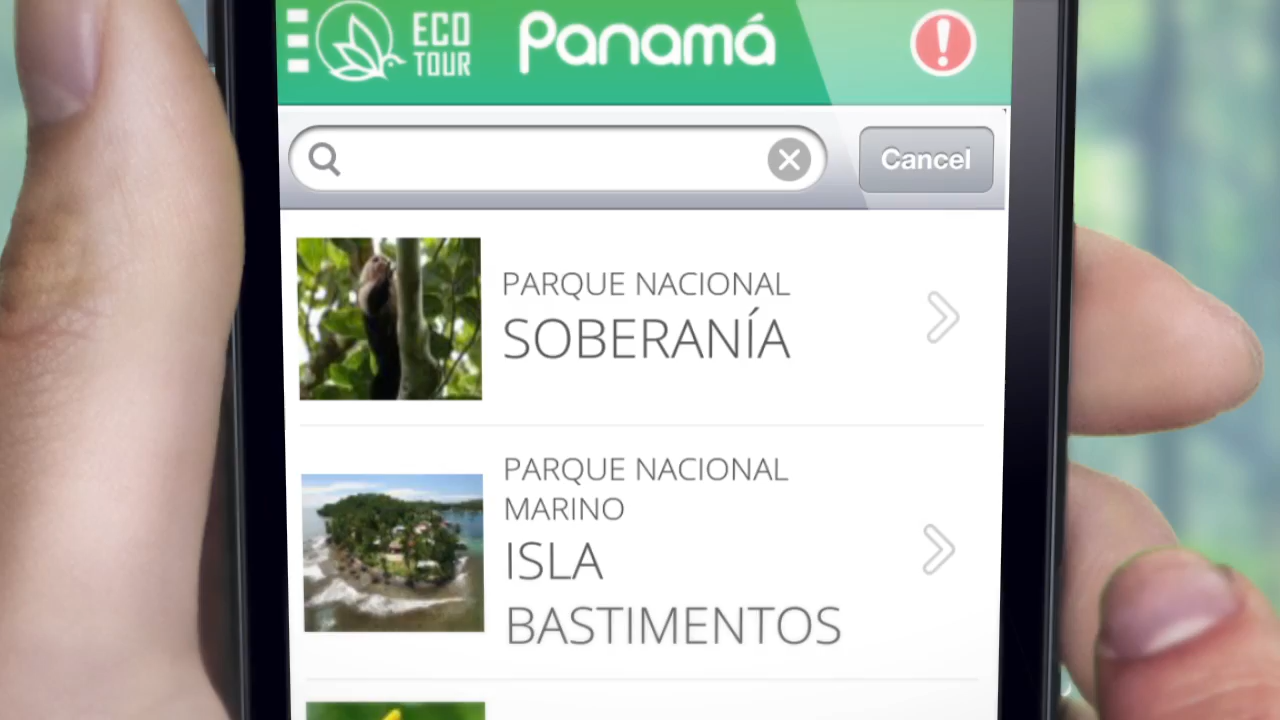 ECO
TOUR
Panamá
Cancel
PARQUE NACIONAL
SOBERANÍA
PARQUE NACIONAL
MARINO
ISLA
BASTIMENTOS